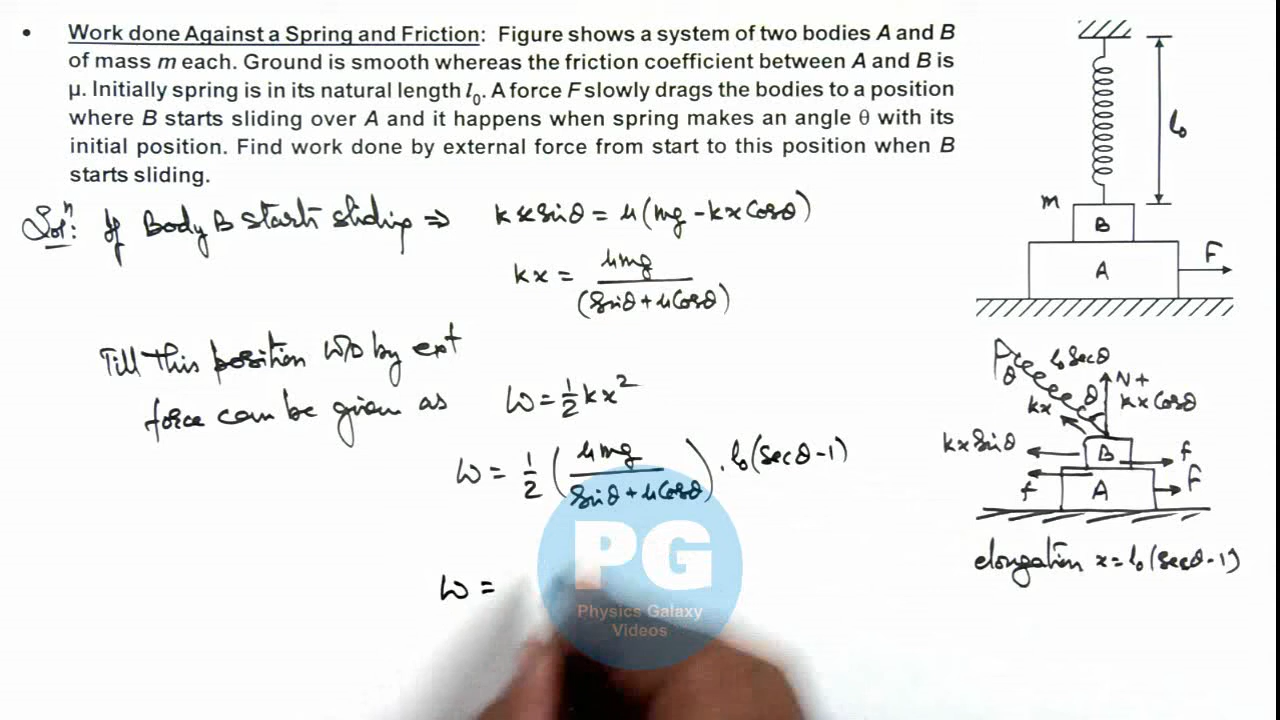 • Work done Against a Spring and Friction: Figure shows a system of two bodies A and B
of mass m each. Ground is smooth whereas the friction coefficient between A and B is
μ. Initially spring is in its natural length l₀. A force F slowly drags the bodies to a position
where B starts sliding over A and it happens when spring makes an angle θ with its
initial position. Find work done by external force from start to this position when B
starts sliding.
l₀
m
B
A
F
Solⁿ: If Body B starts sliding ⇒ kx sinθ = μ(mg - kx cosθ)
kx = μmg / (sinθ + μcosθ)
Till this position w/o by ext
force can be given as W = ½ kx²
W = ½ (μmg / (sinθ + μcosθ)) . l₀(secθ - 1)
W =
θ
l₀ secθ
θ
N +
kx cosθ
kx
kx sinθ
B
f
f
A
F
elongation x = l₀(secθ - 1)
PG
Physics Galaxy
Videos